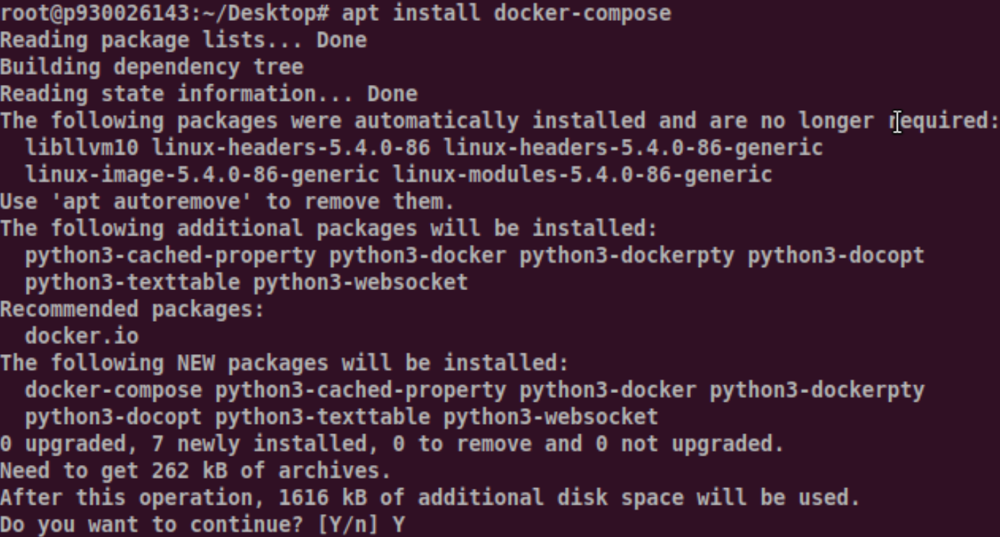 root@p930026143:~/Desktop# apt install docker-compose
Reading package lists... Done
Building dependency tree
Reading state information... Done
The following packages were automatically installed and are no longer required:
  libllvm10 linux-headers-5.4.0-86 linux-headers-5.4.0-86-generic
  linux-image-5.4.0-86-generic linux-modules-5.4.0-86-generic
Use 'apt autoremove' to remove them.
The following additional packages will be installed:
  python3-cached-property python3-docker python3-dockerpty python3-docopt
  python3-texttable python3-websocket
Recommended packages:
  docker.io
The following NEW packages will be installed:
  docker-compose python3-cached-property python3-docker python3-dockerpty
  python3-docopt python3-texttable python3-websocket
0 upgraded, 7 newly installed, 0 to remove and 0 not upgraded.
Need to get 262 kB of archives.
After this operation, 1616 kB of additional disk space will be used.
Do you want to continue? [Y/n] Y